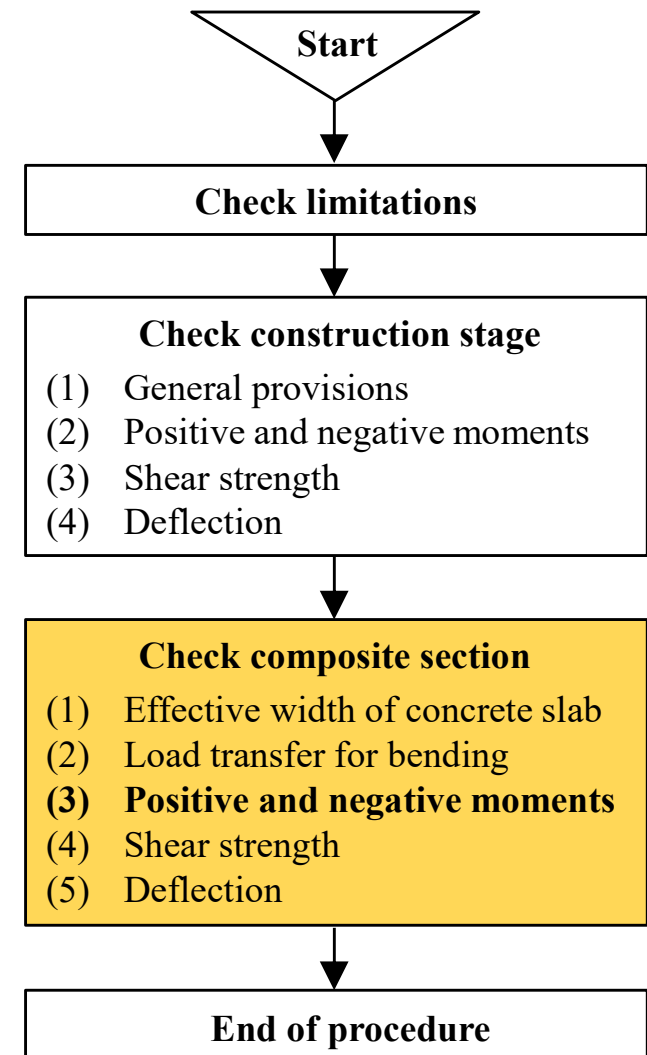 Start
Check limitations
Check construction stage
(1) General provisions
(2) Positive and negative moments
(3) Shear strength
(4) Deflection
Check composite section
(1) Effective width of concrete slab
(2) Load transfer for bending
(3) Positive and negative moments
(4) Shear strength
(5) Deflection
End of procedure